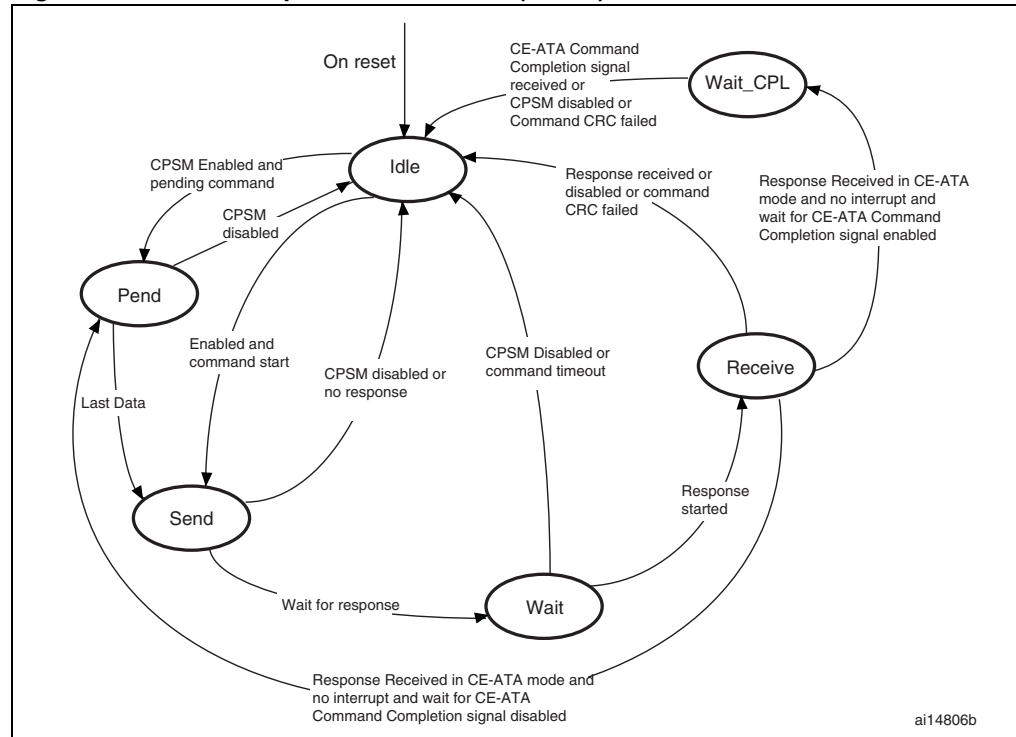 On reset
CE-ATA Command
Completion signal
received or
CPSM disabled or
Command CRC failed
Wait_CPL
Idle
CPSM Enabled and
pending command
Response received or
disabled or command
CRC failed
Response Received in CE-ATA
mode and no interrupt and
wait for CE-ATA Command
Completion signal enabled
CPSM
disabled
Pend
Enabled and
command start
CPSM disabled or
no response
CPSM Disabled or
command timeout
Receive
Last Data
Send
Response
started
Wait for response
Wait
Response Received in CE-ATA mode and
no interrupt and wait for CE-ATA
Command Completion signal disabled
ai14806b